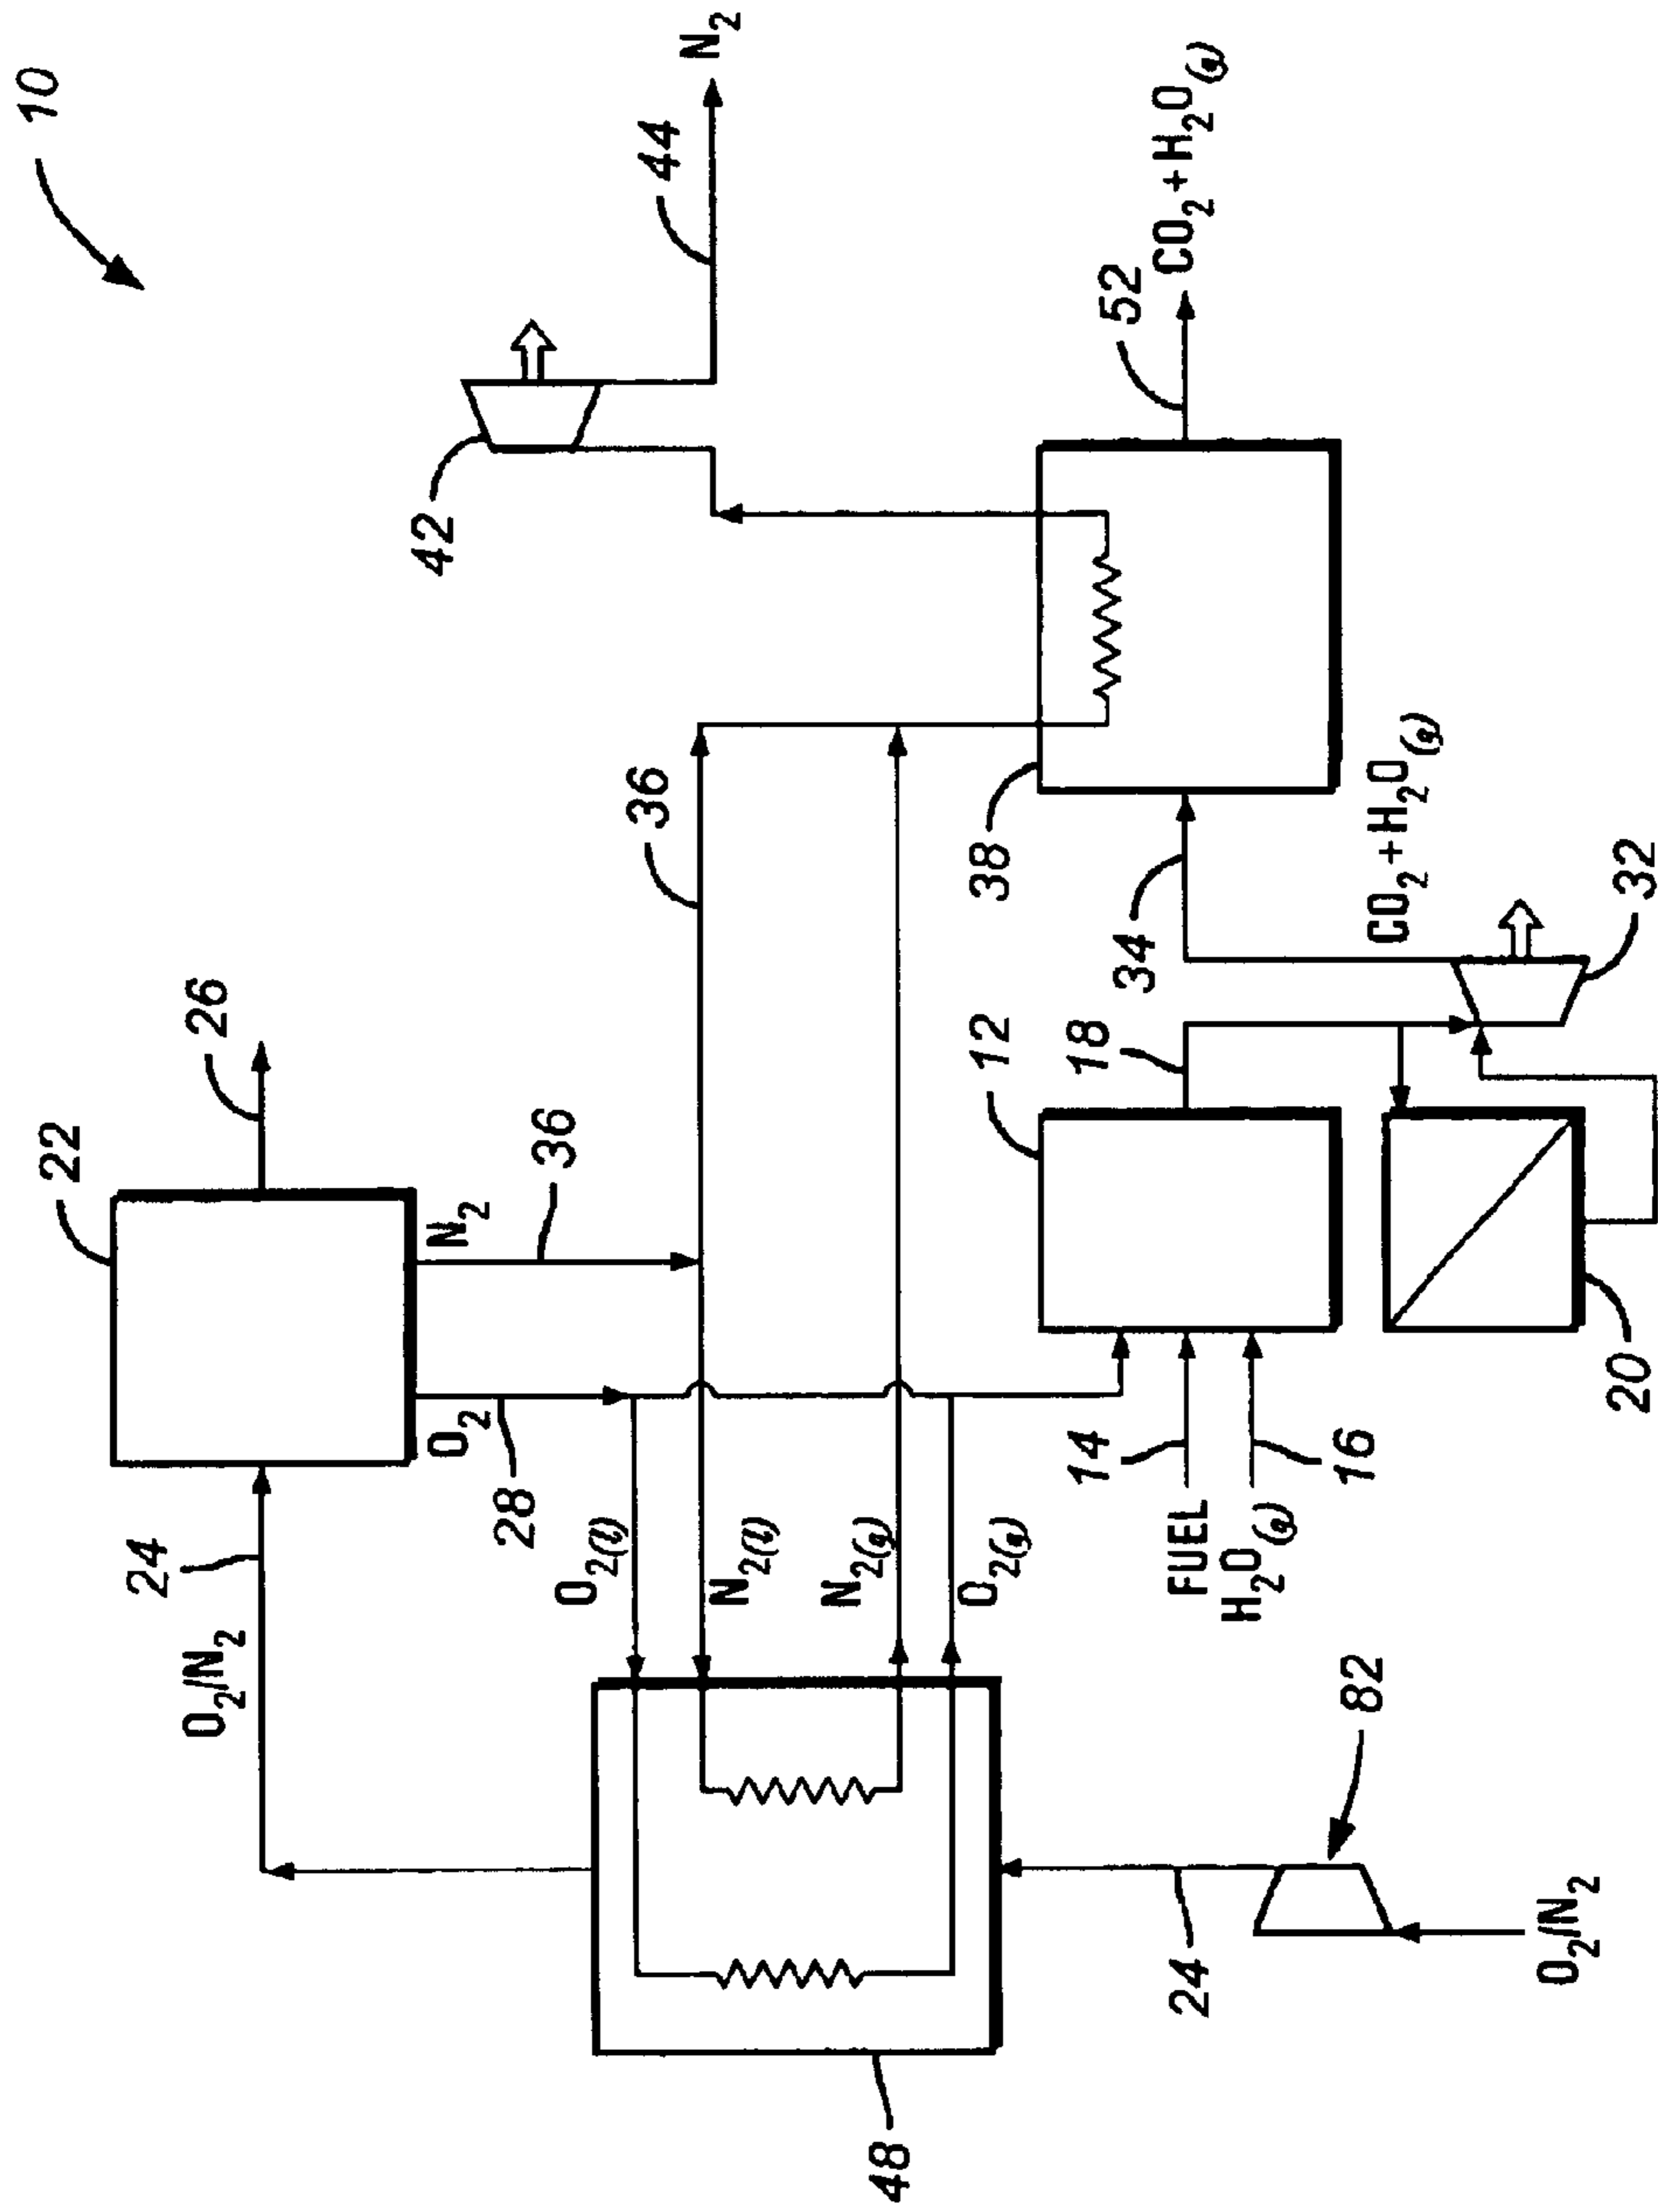 10
22
24
26
O₂/N₂
42
O₂
N₂
28
36
O₂(l)
36
44
N₂
N₂(l)
N₂(g)
48
O₂(g)
12
38
14
18
34
52
CO₂+H₂O(g)
24
FUEL
H₂O(g)
82
16
CO₂+H₂O(g)
O₂/N₂
20
32